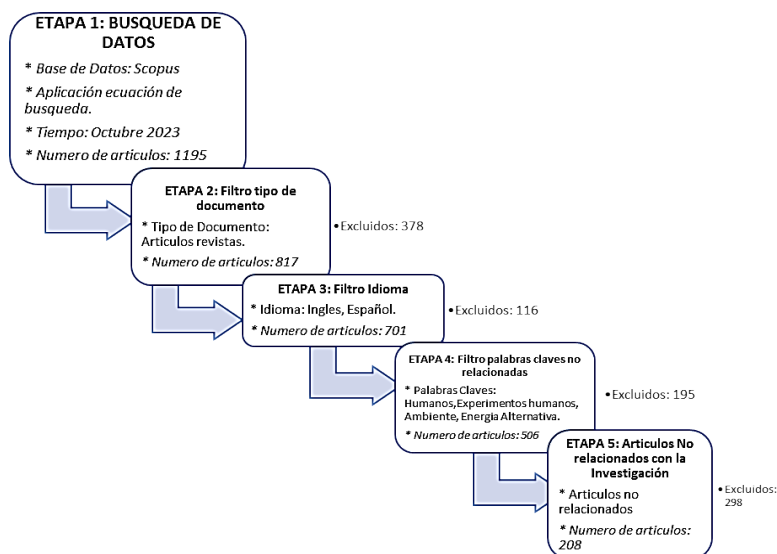 ETAPA 1: BUSQUEDA DE
DATOS
* Base de Datos: Scopus
* Aplicación ecuación de
busqueda.
* Tiempo: Octubre 2023
* Numero de articulos: 1195
ETAPA 2: Filtro tipo de
documento
* Tipo de Documento:
Articulos revistas.
* Numero de articulos: 817
•Excluidos: 378
ETAPA 3: Filtro Idioma
* Idioma: Ingles, Español.
* Numero de articulos: 701
•Excluidos: 116
ETAPA 4: Filtro palabras claves no
relacionadas
* Palabras Claves:
Humanos,Experimentos humanos,
Ambiente, Energia Alternativa.
* Numero de articulos: 506
•Excluidos: 195
ETAPA 5: Articulos No
relacionados con la
Investigación
* Articulos no
relacionados
* Numero de articulos:
208
•Excluidos:
298